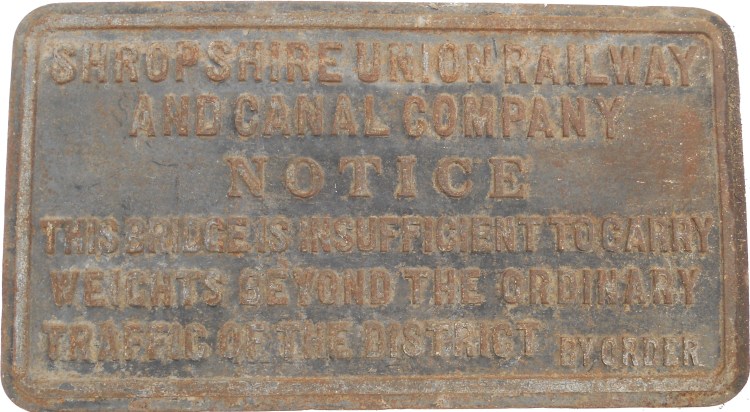 SHROPSHIRE UNION RAILWAY
AND CANAL COMPANY
NOTICE
THIS BRIDGE IS INSUFFICIENT TO CARRY
WEIGHTS BEYOND THE ORDINARY
TRAFFIC OF THE DISTRICT BY ORDER